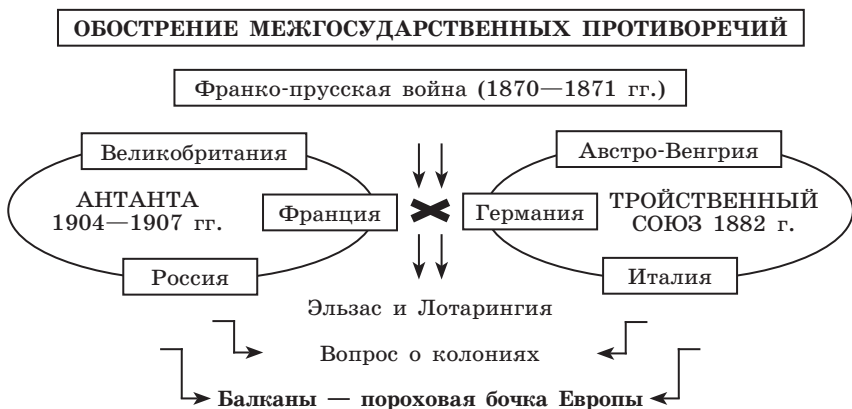 ОБОСТРЕНИЕ МЕЖГОСУДАРСТВЕННЫХ ПРОТИВОРЕЧИЙ
Франко-прусская война (1870—1871 гг.)
Великобритания
АНТАНТА
1904—1907 гг.
Франция
Россия
Австро-Венгрия
Германия
ТРОЙСТВЕННЫЙ
СОЮЗ 1882 г.
Италия
Эльзас и Лотарингия
Вопрос о колониях
Балканы — пороховая бочка Европы